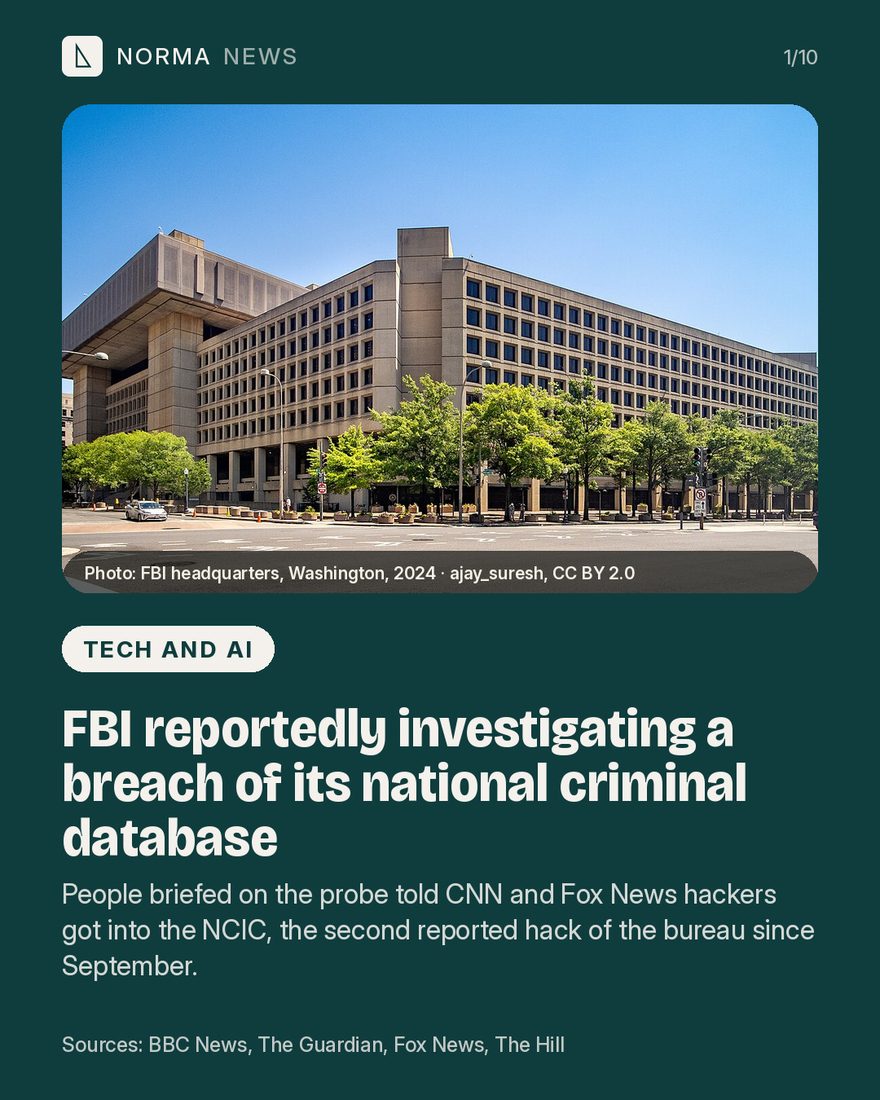 NORMA NEWS
1/10
Photo: FBI headquarters, Washington, 2024 · ajay_suresh, CC BY 2.0
TECH AND AI
FBI reportedly investigating a
breach of its national criminal
database
People briefed on the probe told CNN and Fox News hackers
got into the NCIC, the second reported hack of the bureau since
September.
Sources: BBC News, The Guardian, Fox News, The Hill